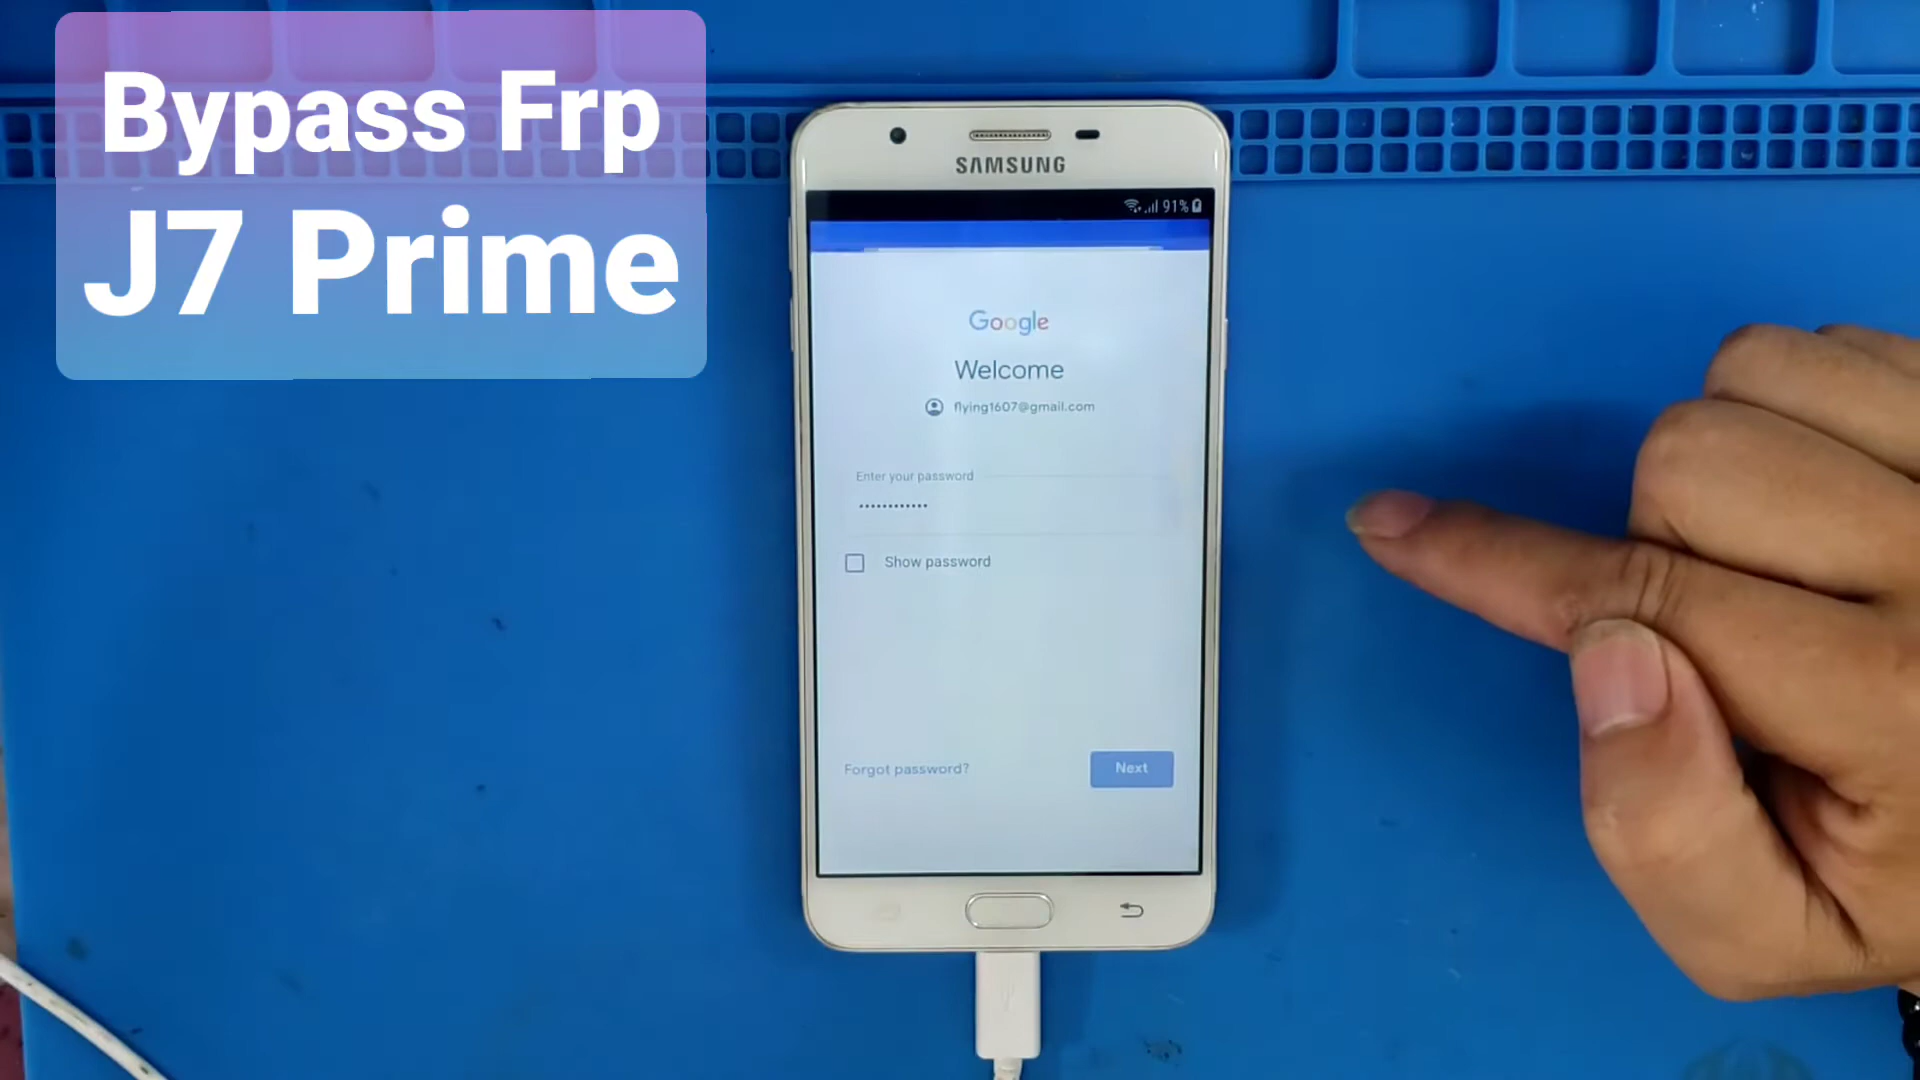 Bypass Frp
J7 Prime
SAMSUNG
91%
Google
Welcome
flying1607@gmail.com
Enter your password
Show password
Forgot password?
Next